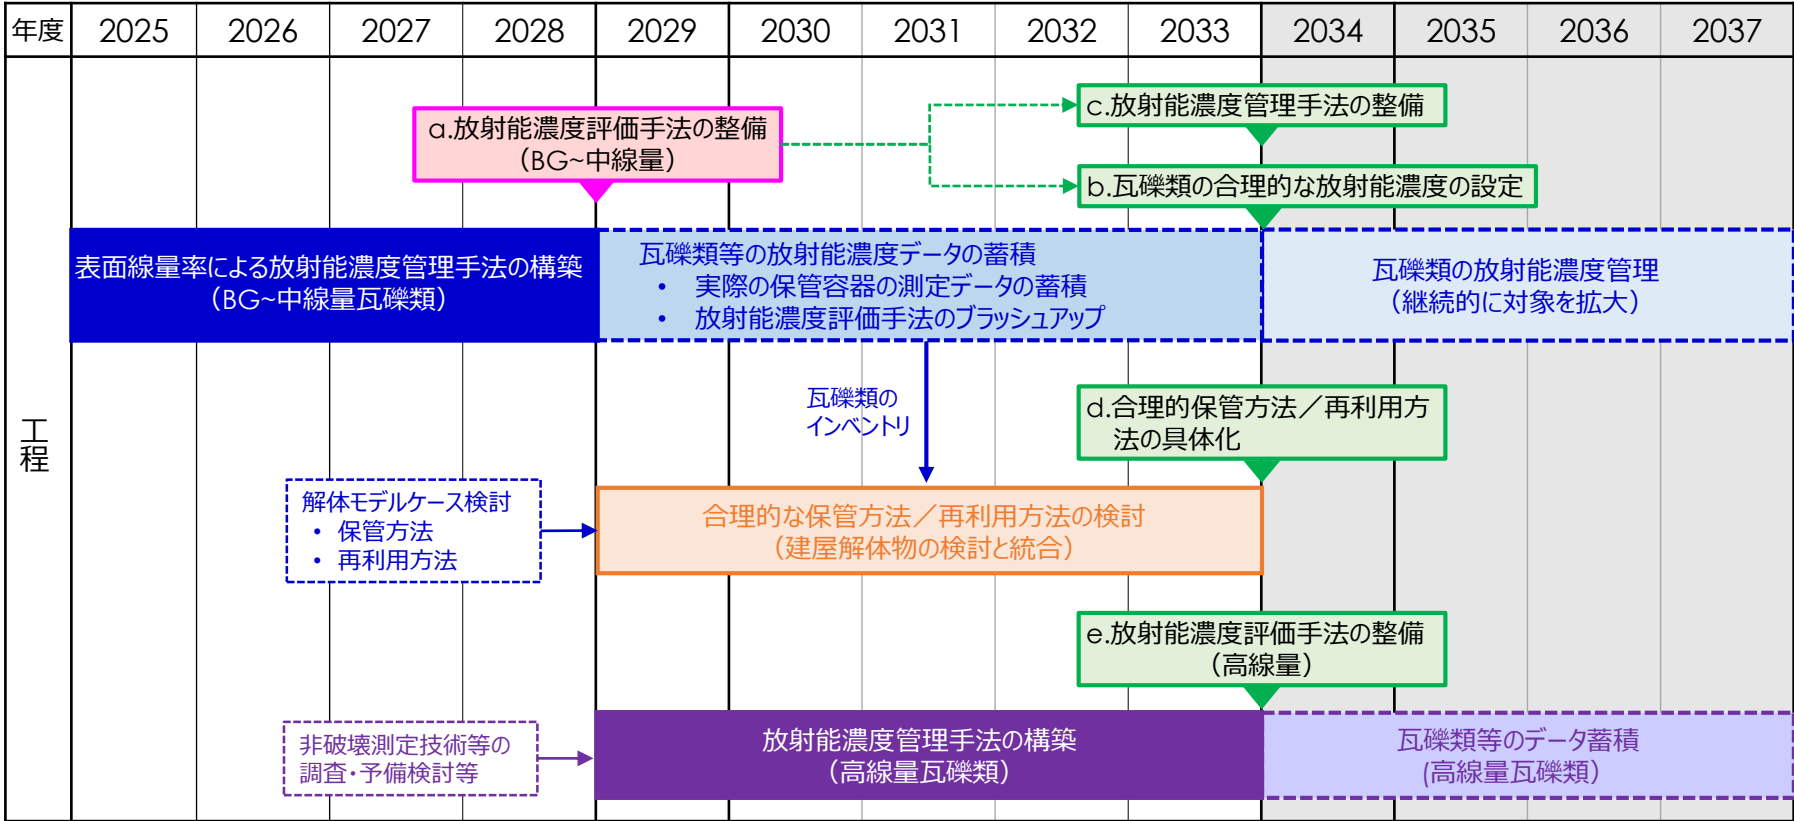 年度 2025 2026 2027 2028 2029 2030 2031 2032 2033 2034 2035 2036 2037
工程
a.放射能濃度評価手法の整備
（BG~中線量）
c.放射能濃度管理手法の整備
b.瓦礫類の合理的な放射能濃度の設定
表面線量率による放射能濃度管理手法の構築
（BG~中線量瓦礫類）
瓦礫類等の放射能濃度データの蓄積
• 実際の保管容器の測定データの蓄積
• 放射能濃度評価手法のブラッシュアップ
瓦礫類の放射能濃度管理
（継続的に対象を拡大）
瓦礫類の
インベントリ
d.合理的保管方法／再利用方
法の具体化
解体モデルケース検討
• 保管方法
• 再利用方法
合理的な保管方法／再利用方法の検討
（建屋解体物の検討と統合）
e.放射能濃度評価手法の整備
（高線量）
非破壊測定技術等の
調査・予備検討等
放射能濃度管理手法の構築
（高線量瓦礫類）
瓦礫類等のデータ蓄積
(高線量瓦礫類）